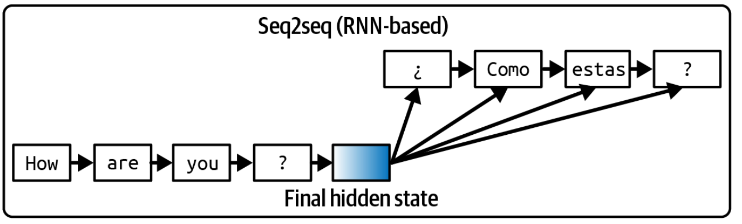 Seq2seq (RNN-based)
¿ Como estas ?
How are you ?
Final hidden state